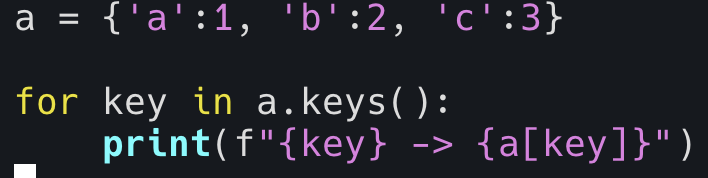 a = {'a':1, 'b':2, 'c':3}
for key in a.keys():
    print(f"{key} -> {a[key]}")